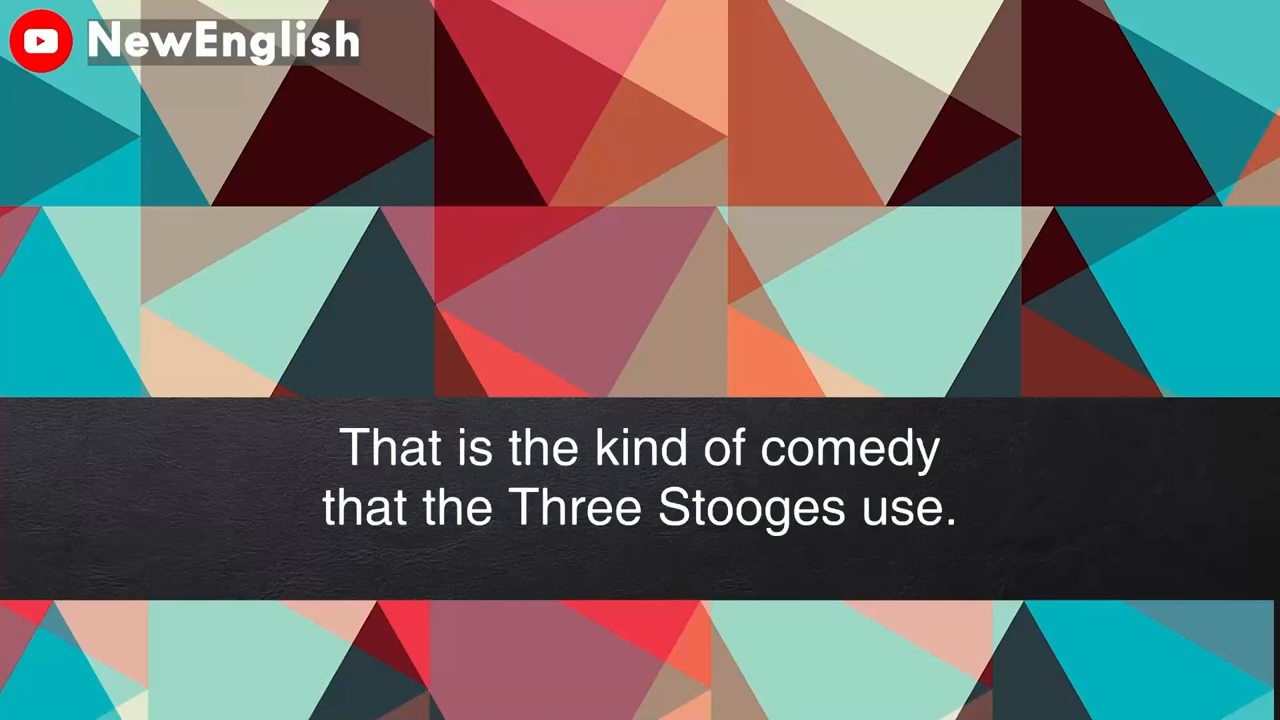 NewEnglish
That is the kind of comedy
that the Three Stooges use.